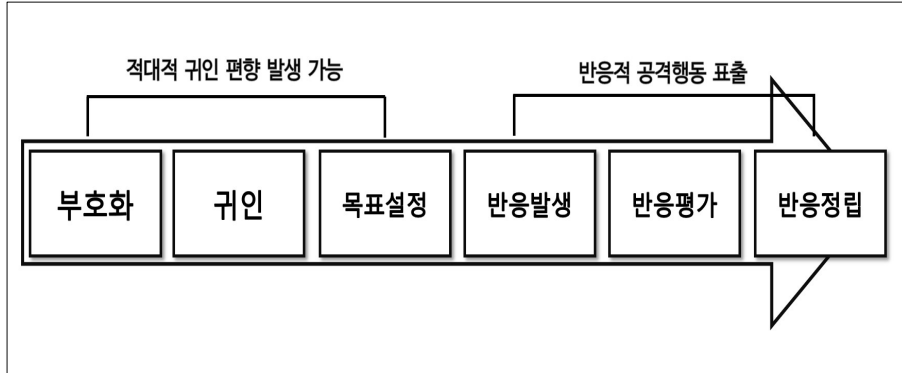 적대적 귀인 편향 발생 가능
반응적 공격행동 표출
부호화
귀인
목표설정
반응발생
반응평가
반응정립